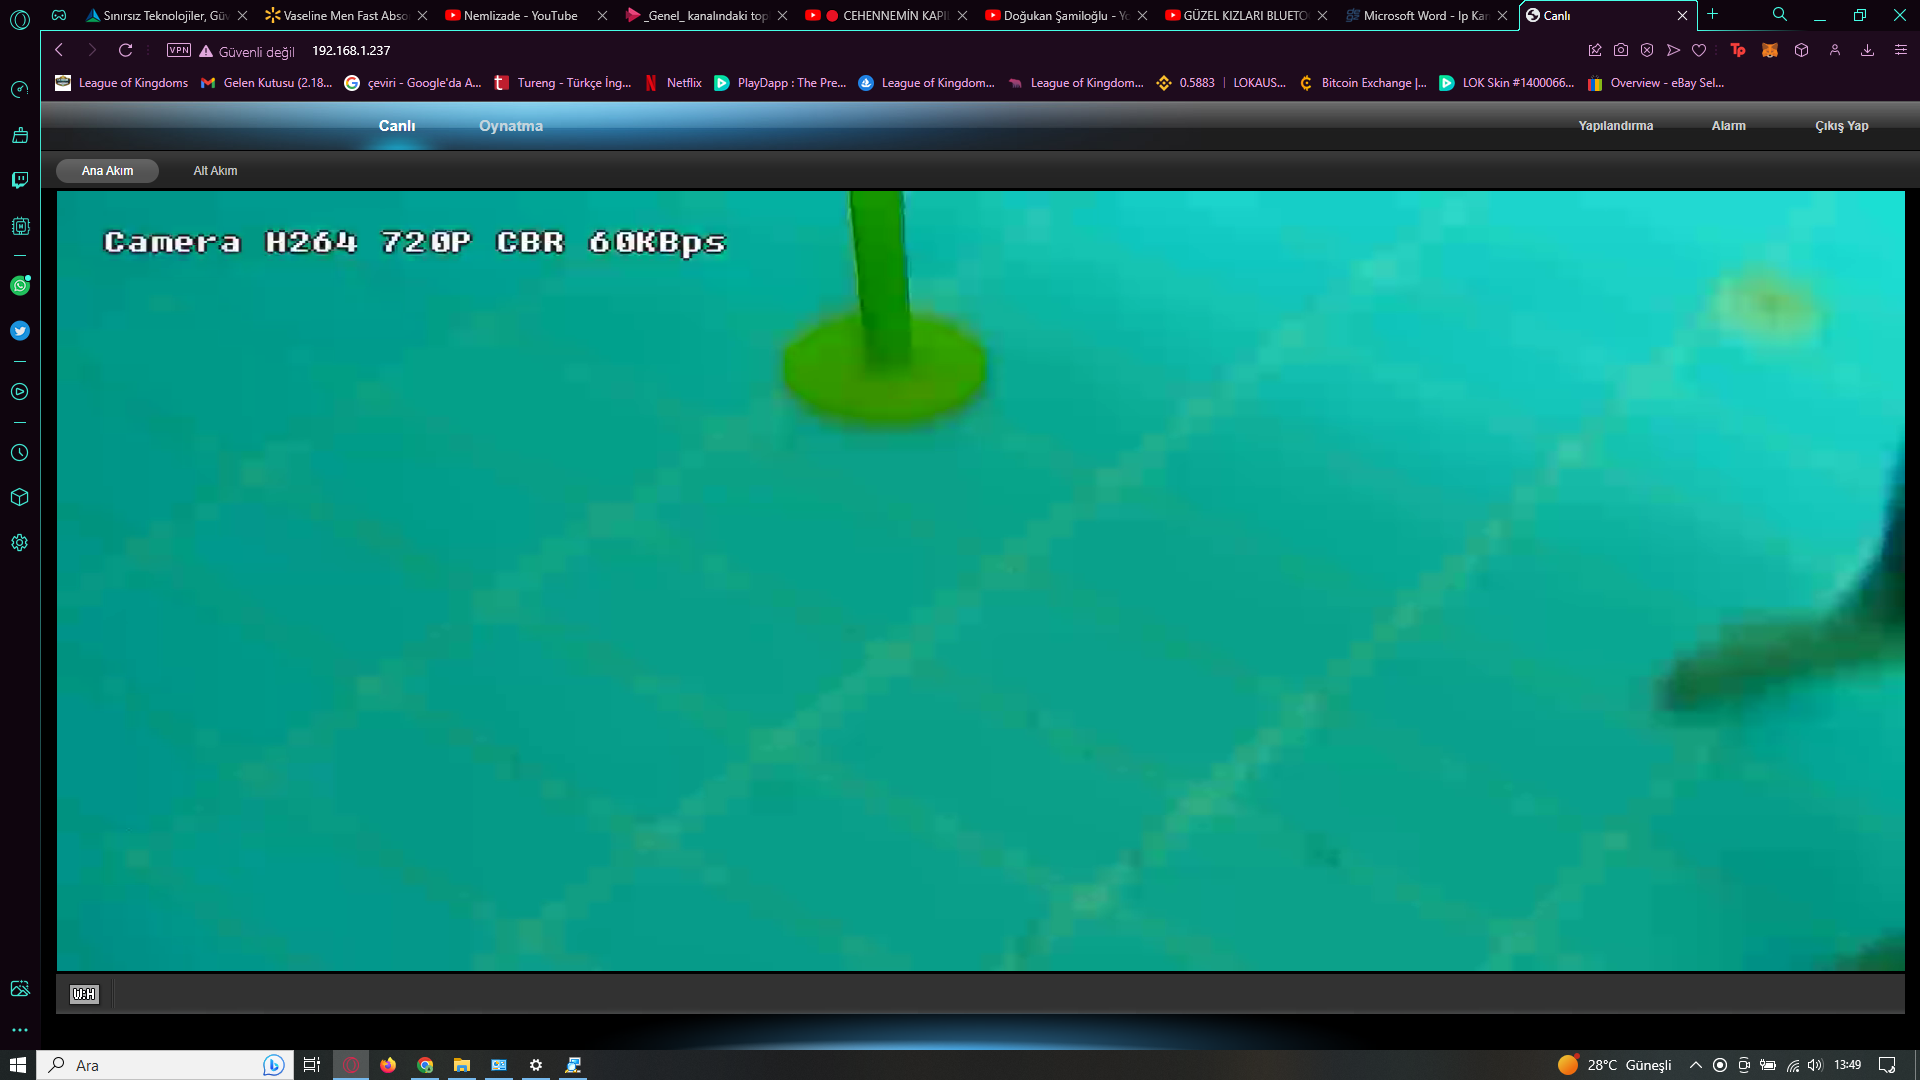 Sınırsız Teknolojiler, Güv
Vaseline Men Fast Abso
Nemlizade - YouTube
_Genel_ kanalındaki top
CEHENNEMİN KAPI
Doğukan Şamiloğlu - Yo
GÜZEL KIZLARI BLUETO
Microsoft Word - Ip Kam
Canlı
VPN Güvenli değil 192.168.1.237
League of Kingdoms
Gelen Kutusu (2.18...
çeviri - Google'da A...
Tureng - Türkçe İng...
Netflix
PlayDapp : The Pre...
League of Kingdom...
League of Kingdom...
0.5883 | LOKAUS...
Bitcoin Exchange |...
LOK Skin #1400066...
Overview - eBay Sel...
Canlı Oynatma Yapılandırma Alarm Çıkış Yap
Ana Akım Alt Akım
Camera H264 720P CBR 60KBps
W:H
Ara 28°C Güneşli 13:49